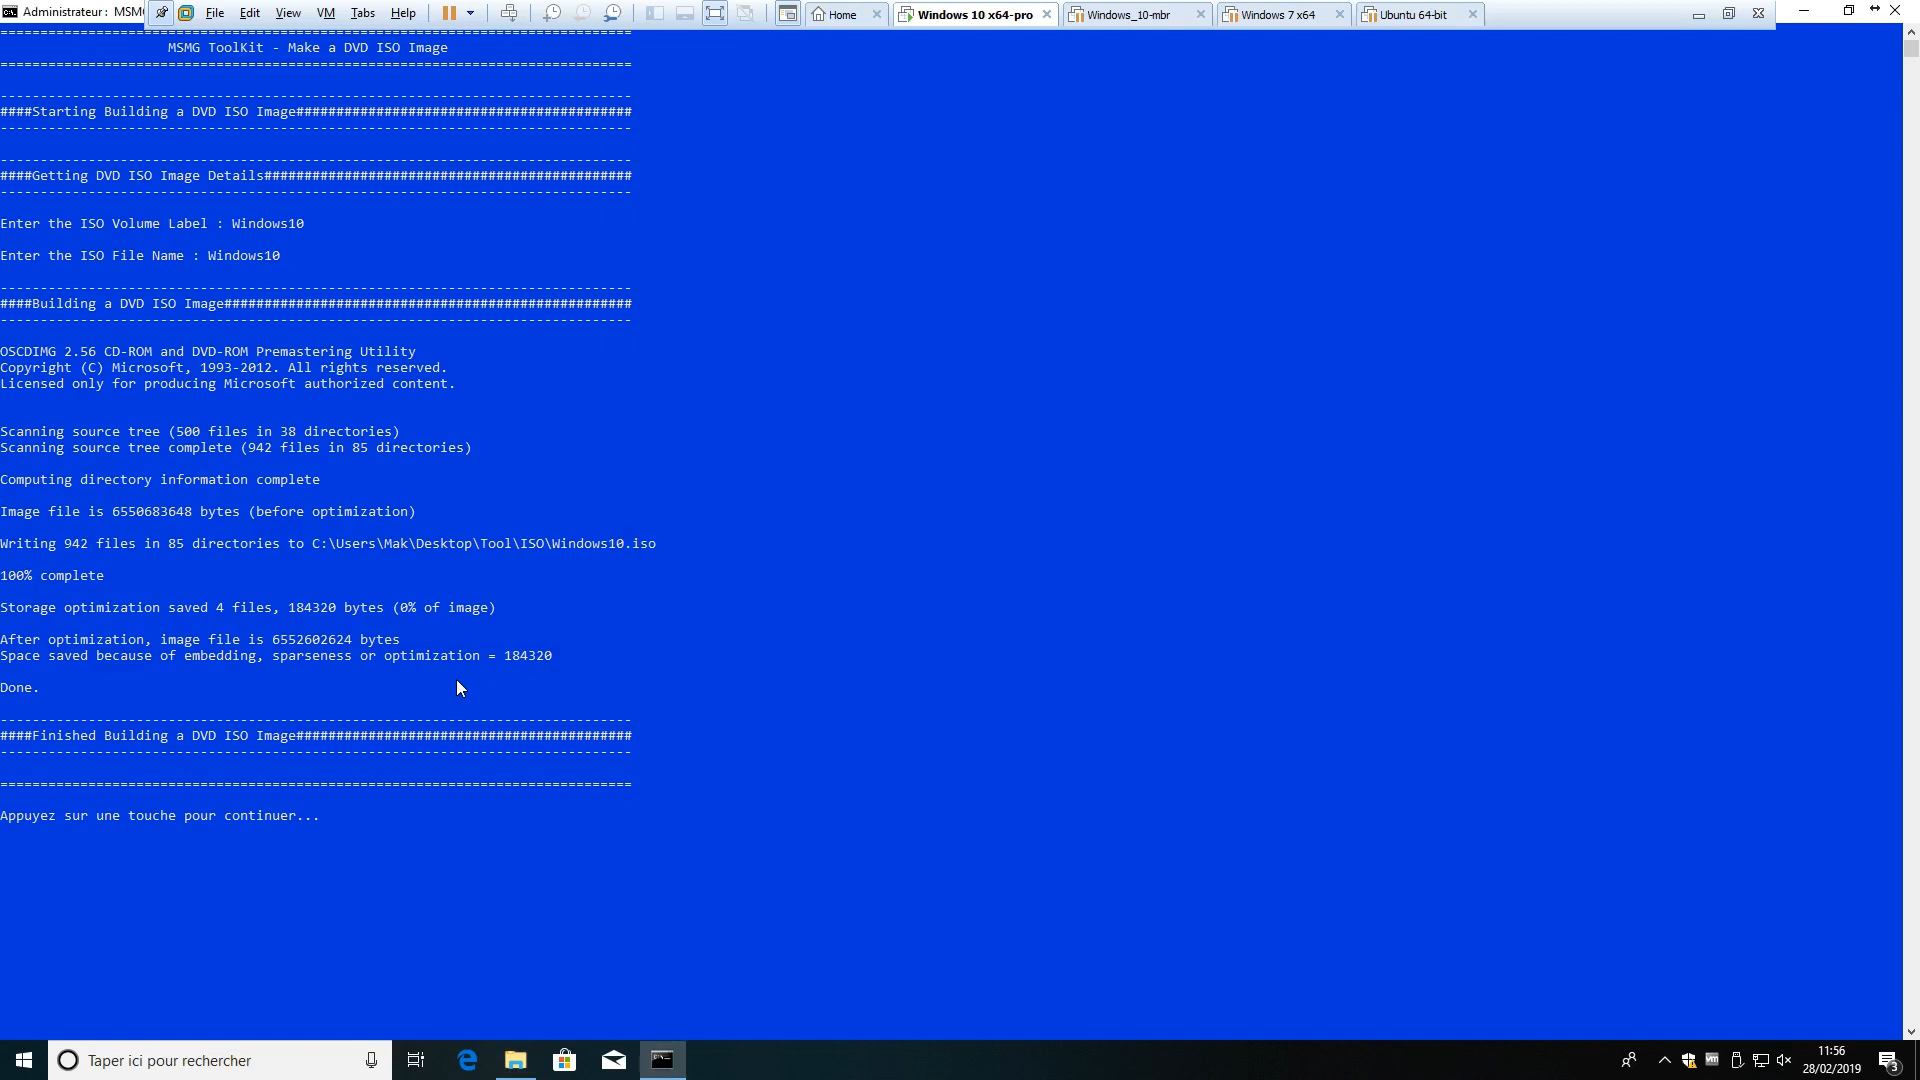 Administrateur: MSMG
File Edit View VM Tabs Help
Home
Windows 10 x64-pro
Windows_10-mbr
Windows 7 x64
Ubuntu 64-bit
===============================================================================
MSMG ToolKit - Make a DVD ISO Image
===============================================================================
-------------------------------------------------------------------------------
####Starting Building a DVD ISO Image##########################################
-------------------------------------------------------------------------------
-------------------------------------------------------------------------------
####Getting DVD ISO Image Details##############################################
-------------------------------------------------------------------------------
Enter the ISO Volume Label : Windows10
Enter the ISO File Name : Windows10
-------------------------------------------------------------------------------
####Building a DVD ISO Image###################################################
-------------------------------------------------------------------------------
OSCDIMG 2.56 CD-ROM and DVD-ROM Premastering Utility
Copyright (C) Microsoft, 1993-2012. All rights reserved.
Licensed only for producing Microsoft authorized content.
Scanning source tree (500 files in 38 directories)
Scanning source tree complete (942 files in 85 directories)
Computing directory information complete
Image file is 6550683648 bytes (before optimization)
Writing 942 files in 85 directories to C:\Users\Mak\Desktop\Tool\ISO\Windows10.iso
100% complete
Storage optimization saved 4 files, 184320 bytes (0% of image)
After optimization, image file is 6552602624 bytes
Space saved because of embedding, sparseness or optimization = 184320
Done.
-------------------------------------------------------------------------------
####Finished Building a DVD ISO Image##########################################
-------------------------------------------------------------------------------
===============================================================================
Appuyez sur une touche pour continuer...
Taper ici pour rechercher
11:56
28/02/2019
3